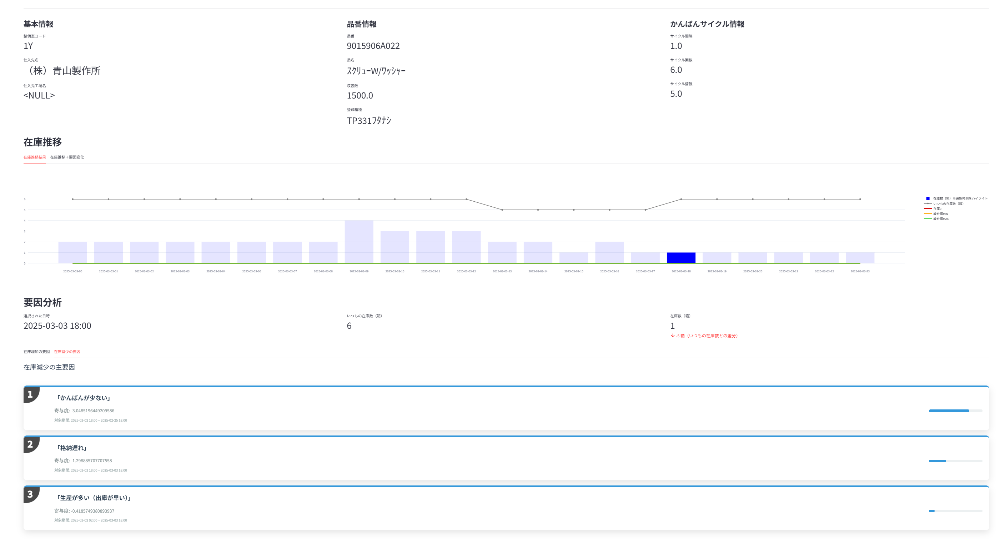 基本情報
整備室コード
1Y
仕入先名
（株）青山製作所
仕入先工場名
<NULL>
品番情報
品番
9015906A022
品名
ｽｸﾘｭｰW/ﾜｯｼｬｰ
収容数
1500.0
登録箱種
TP331ﾌﾀﾅｼ
かんばんサイクル情報
サイクル間隔
1.0
サイクル回数
6.0
サイクル情報
5.0
在庫推移
在庫推移結果 在庫推移＋要因変化
6
5
4
3
2
1
0
2025-03-03-00 2025-03-03-01 2025-03-03-02 2025-03-03-03 2025-03-03-04 2025-03-03-06 2025-03-03-07 2025-03-03-08 2025-03-03-09 2025-03-03-10 2025-03-03-11 2025-03-03-12 2025-03-03-13 2025-03-03-14 2025-03-03-15 2025-03-03-16 2025-03-03-17 2025-03-03-18 2025-03-03-19 2025-03-03-20 2025-03-03-21 2025-03-03-22 2025-03-03-23
在庫数（箱）※選択時刻をハイライト
いつもの在庫数（箱）
在庫0
設計値MIN
設計値MAX
要因分析
選択された日時
2025-03-03 18:00
いつもの在庫数（箱）
6
在庫数（箱）
1
↓ -5 箱（いつもの在庫数との差分）
在庫増加の要因 在庫減少の要因
在庫減少の主要因
1
「かんばんが少ない」
寄与度: -3.0485196449209586
対象期間: 2025-03-02 18:00 ~ 2025-02-25 18:00
2
「格納遅れ」
寄与度: -1.298885707707558
対象期間: 2025-03-03 18:00 ~ 2025-03-03 18:00
3
「生産が多い（出庫が早い）」
寄与度: -0.4185749380893937
対象期間: 2025-03-02 02:00 ~ 2025-03-03 18:00